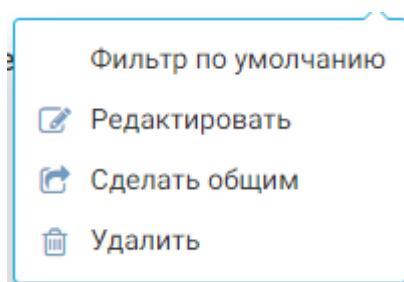 Фильтр по умолчанию
Редактировать
Сделать общим
Удалить